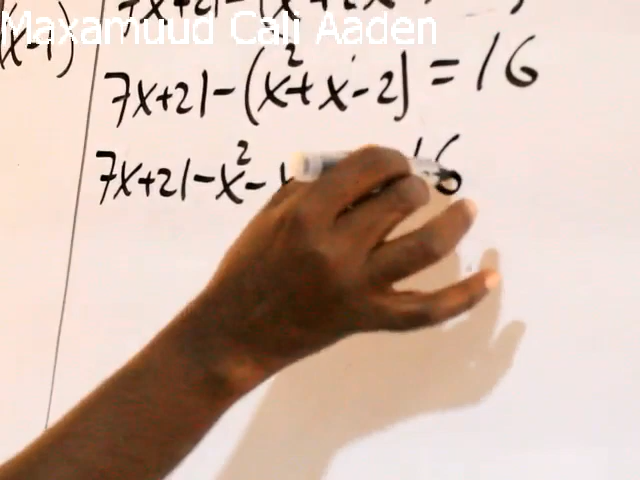 Maxamuud Cali Aaden
(x-1)
7x+21-(x²+x-2)=16
7x+21-x²- 16